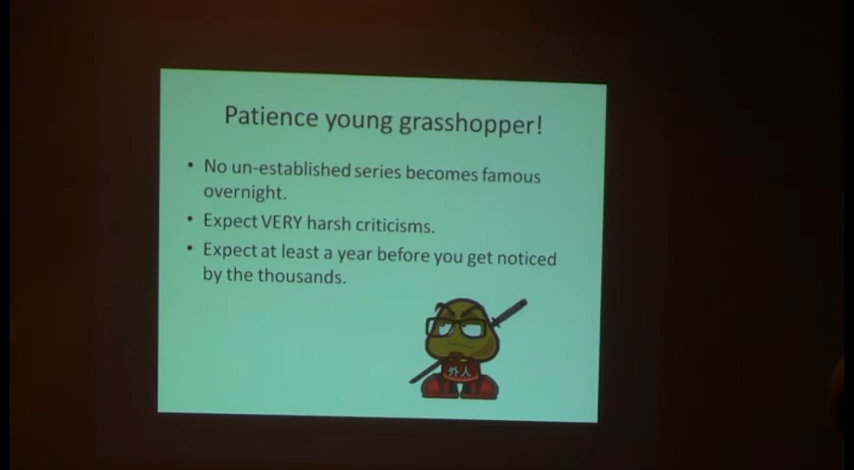 Patience young grasshopper!
• No un-established series becomes famous
overnight.
• Expect VERY harsh criticisms.
• Expect at least a year before you get noticed
by the thousands.
外人